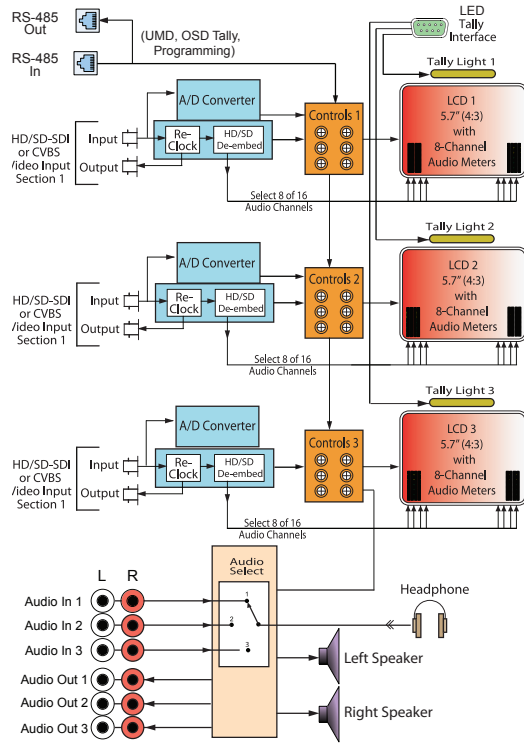 RS-485
Out
RS-485
In
(UMD, OSD Tally,
Programming)
LED
Tally
Interface
Tally Light 1
A/D Converter
Controls 1
LCD 1
5.7” (4:3)
with
8-Channel
Audio Meters
HD/SD-SDI
or CVBS
/ideo Input
Section 1
Input
Output
Re-
Clock
HD/SD
De-embed
Select 8 of 16
Audio Channels
Tally Light 2
A/D Converter
Controls 2
LCD 2
5.7” (4:3)
with
8-Channel
Audio Meters
HD/SD-SDI
or CVBS
/ideo Input
Section 1
Input
Output
Re-
Clock
HD/SD
De-embed
Select 8 of 16
Audio Channels
Tally Light 3
A/D Converter
Controls 3
LCD 3
5.7” (4:3)
with
8-Channel
Audio Meters
HD/SD-SDI
or CVBS
/ideo Input
Section 1
Input
Output
Re-
Clock
HD/SD
De-embed
Select 8 of 16
Audio Channels
Audio
Select
L R
Headphone
Audio In 1
1
Audio In 2
2
Audio In 3
3
Left Speaker
Audio Out 1
Audio Out 2
Right Speaker
Audio Out 3